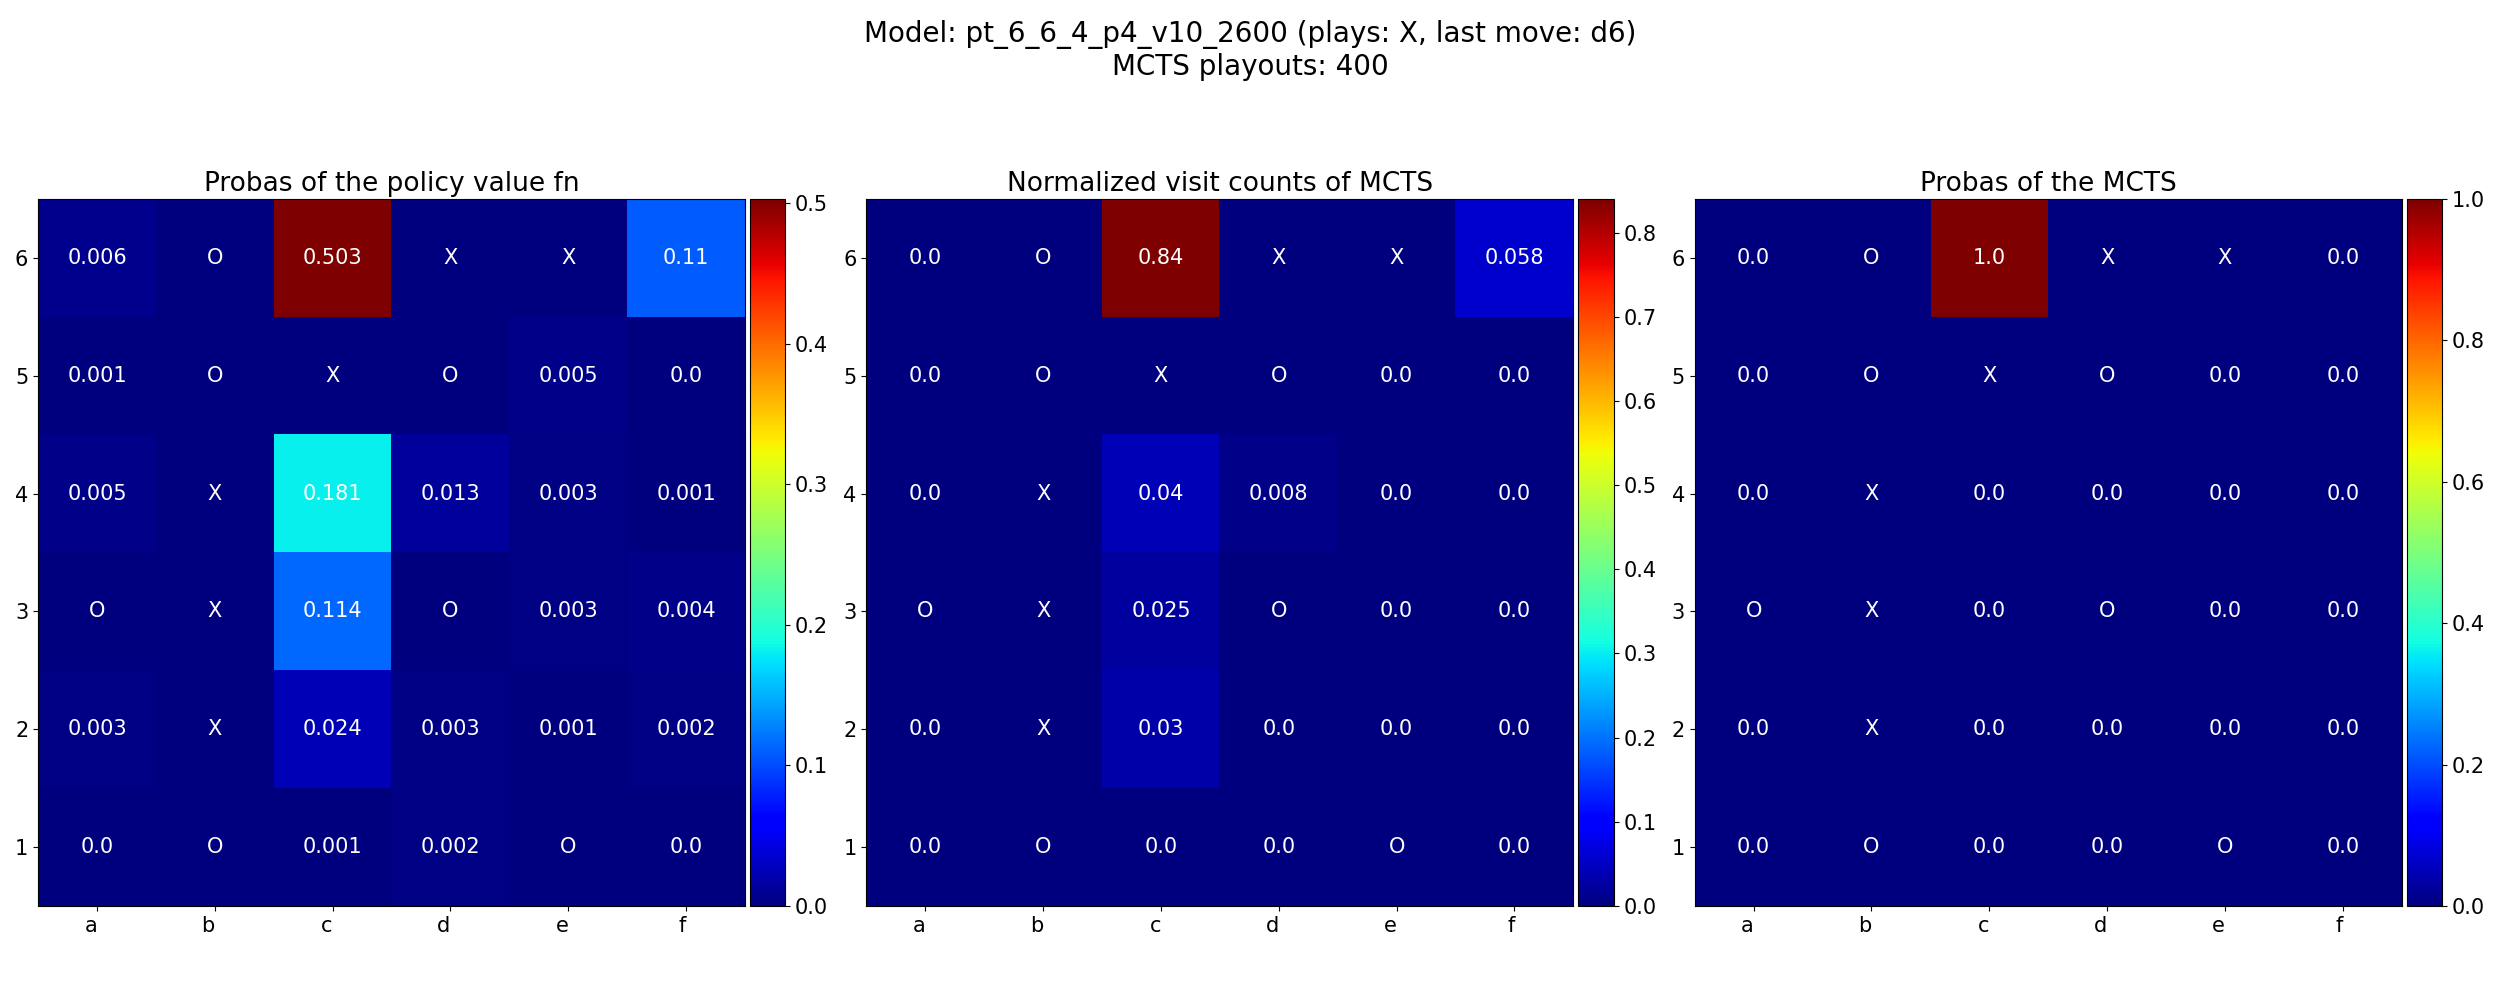 Model: pt_6_6_4_p4_v10_2600 (plays: X, last move: d6)
MCTS playouts: 400
Probas of the policy value fn
6 0.006 O 0.503 X X 0.11
5 0.001 O X O 0.005 0.0
4 0.005 X 0.181 0.013 0.003 0.001
3 O X 0.114 O 0.003 0.004
2 0.003 X 0.024 0.003 0.001 0.002
1 0.0 O 0.001 0.002 O 0.0
a b c d e f
0.5
0.4
0.3
0.2
0.1
0.0
Normalized visit counts of MCTS
6 0.0 O 0.84 X X 0.058
5 0.0 O X O 0.0 0.0
4 0.0 X 0.04 0.008 0.0 0.0
3 O X 0.025 O 0.0 0.0
2 0.0 X 0.03 0.0 0.0 0.0
1 0.0 O 0.0 0.0 O 0.0
a b c d e f
0.8
0.7
0.6
0.5
0.4
0.3
0.2
0.1
0.0
Probas of the MCTS
6 0.0 O 1.0 X X 0.0
5 0.0 O X O 0.0 0.0
4 0.0 X 0.0 0.0 0.0 0.0
3 O X 0.0 O 0.0 0.0
2 0.0 X 0.0 0.0 0.0 0.0
1 0.0 O 0.0 0.0 O 0.0
a b c d e f
1.0
0.8
0.6
0.4
0.2
0.0